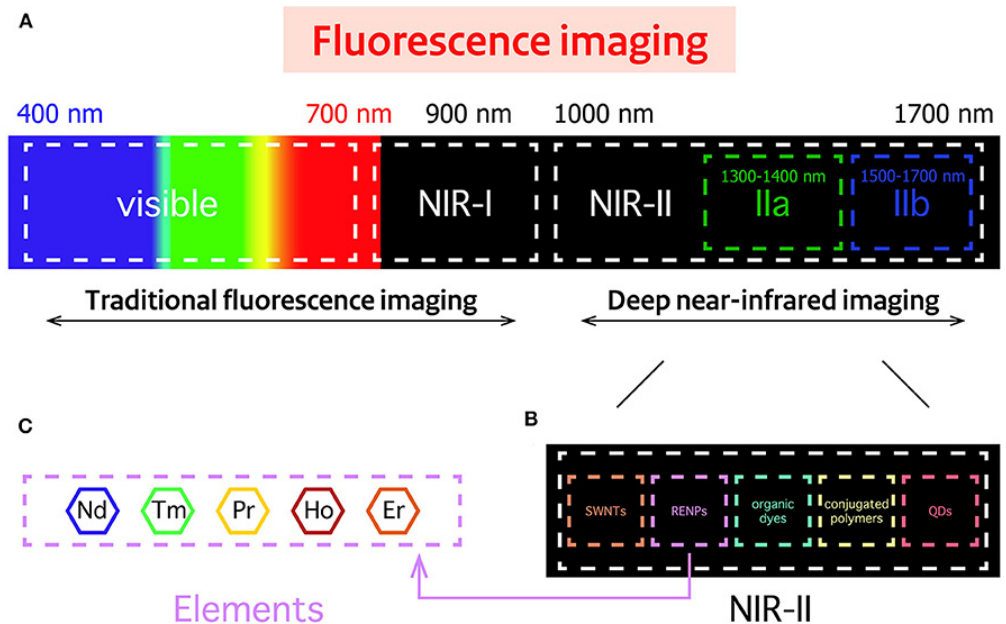 A
Fluorescence imaging
400 nm
700 nm
900 nm
1000 nm
1700 nm
visible
NIR-I
NIR-II
1300-1400 nm
IIa
1500-1700 nm
IIb
Traditional fluorescence imaging
Deep near-infrared imaging
C
Nd
Tm
Pr
Ho
Er
Elements
B
SWNTs
RENPs
organic
dyes
conjugated
polymers
QDs
NIR-II